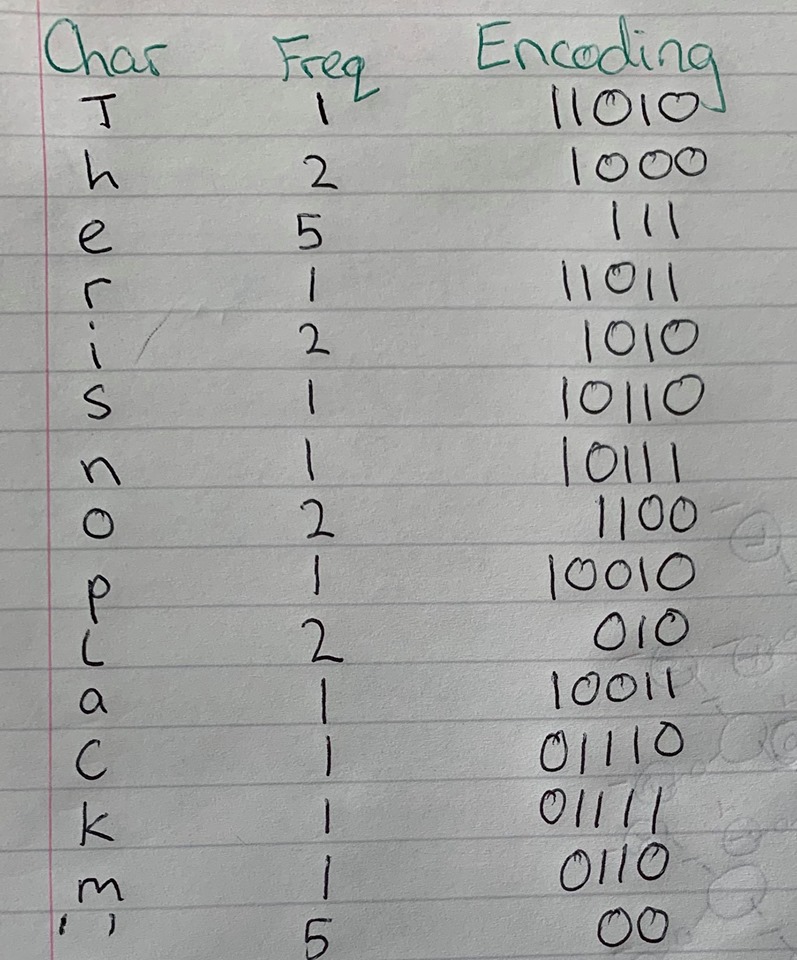 Char Freq Encoding
T 1 11010
h 2 1000
e 5 111
r 1 11011
i 2 1010
s 1 10110
n 1 10111
o 2 1100
p 1 10010
l 2 010
a 1 10011
c 1 01110
k 1 01111
m 1 0110
' ' 5 00